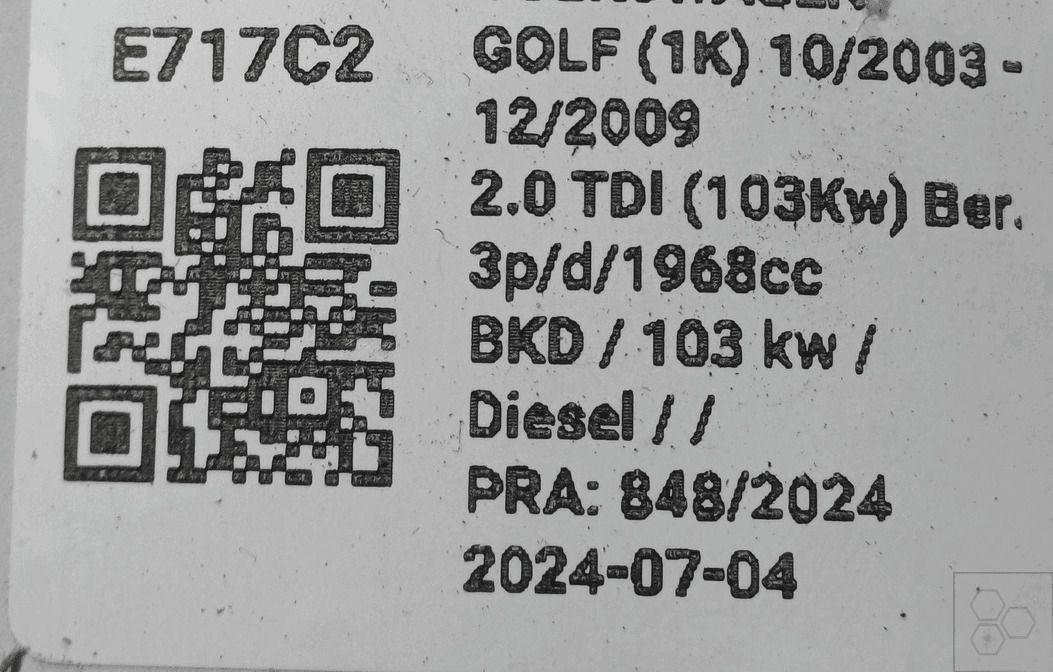 E717C2
GOLF (1K) 10/2003 -
12/2009
2.0 TDI (103Kw) Ber.
3p/d/1968cc
BKD / 103 kw /
Diesel / /
PRA: 848/2024
2024-07-04